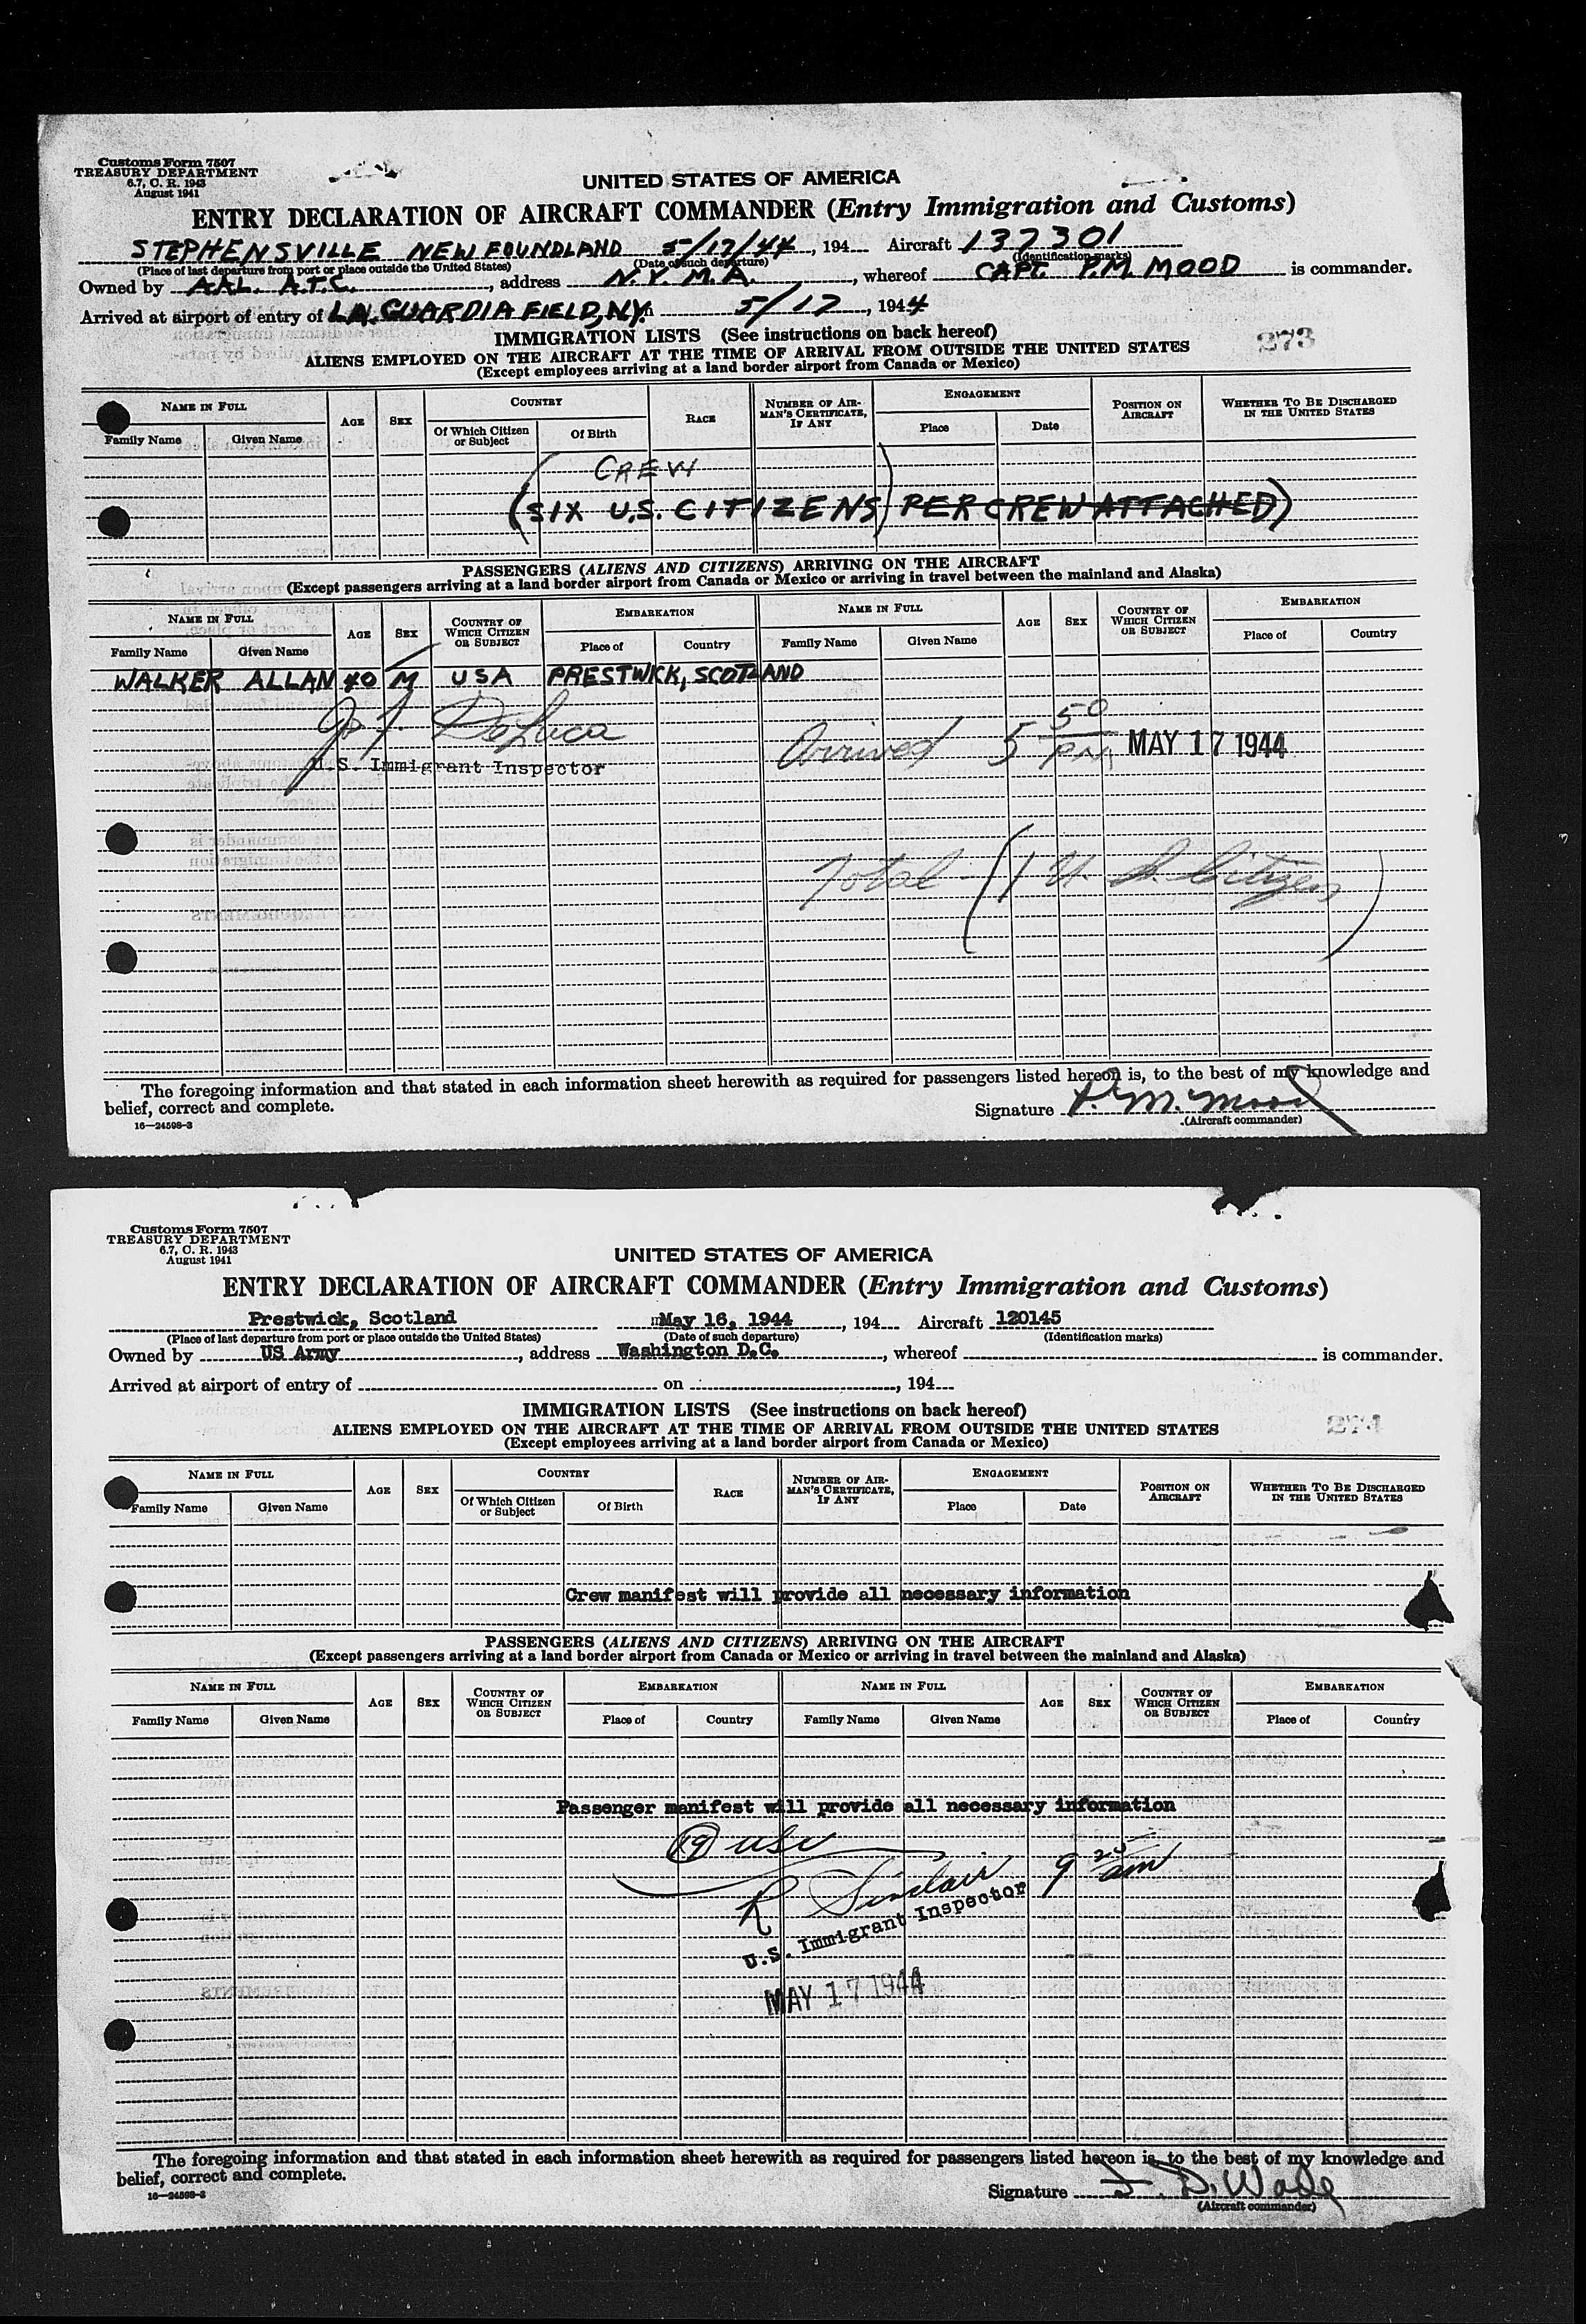 Customs Form 7507
TREASURY DEPARTMENT
6.7, C. R. 1943
August 1941
UNITED STATES OF AMERICA
ENTRY DECLARATION OF AIRCRAFT COMMANDER (Entry Immigration and Customs)
STEPHENSVILLE NEWFOUNDLAND 5/17/44, 194 Aircraft 137301
(Place of last departure from port or place outside the United States) (Date of such departure) (Identification marks)
Owned by A.A.L. A.T.C., address N.Y.M.A., whereof CAPT. P.M. MOOD is commander.
Arrived at airport of entry of LA GUARDIA FIELD, N.Y. 5/17, 1944
IMMIGRATION LISTS (See instructions on back hereof)
273
ALIENS EMPLOYED ON THE AIRCRAFT AT THE TIME OF ARRIVAL FROM OUTSIDE THE UNITED STATES
(Except employees arriving at a land border airport from Canada or Mexico)
NAME IN FULL AGE SEX COUNTRY RACE NUMBER OF AIRMAN'S CERTIFICATE, IF ANY ENGAGEMENT POSITION ON AIRCRAFT WHETHER TO BE DISCHARGED IN THE UNITED STATES
Family Name Given Name Of Which Citizen or Subject Of Birth Place Date
CREW
(SIX U.S. CITIZENS) PER CREW ATTACHED)
PASSENGERS (ALIENS AND CITIZENS) ARRIVING ON THE AIRCRAFT
(Except passengers arriving at a land border airport from Canada or Mexico or arriving in travel between the mainland and Alaska)
NAME IN FULL AGE SEX COUNTRY OF WHICH CITIZEN OR SUBJECT EMBARKATION NAME IN FULL AGE SEX COUNTRY OF WHICH CITIZEN OR SUBJECT EMBARKATION
Family Name Given Name Place of Country Family Name Given Name Place of Country
WALKER ALLAN 40 M USA PRESTWICK, SCOTLAND
DeLuca
Arrived 5 50 PM MAY 17 1944
U.S. Immigrant Inspector
Total (1 U. S. Citizen)
The foregoing information and that stated in each information sheet herewith as required for passengers listed hereon is, to the best of my knowledge and
belief, correct and complete.
Signature P. M. Mood
(Aircraft commander)
16—24598-3
Customs Form 7507
TREASURY DEPARTMENT
6.7, C. R. 1943
August 1941
UNITED STATES OF AMERICA
ENTRY DECLARATION OF AIRCRAFT COMMANDER (Entry Immigration and Customs)
Prestwick, Scotland May 16, 1944, 194 Aircraft 120145
(Place of last departure from port or place outside the United States) (Date of such departure) (Identification marks)
Owned by US Army, address Washington D.C., whereof is commander.
Arrived at airport of entry of on , 194
IMMIGRATION LISTS (See instructions on back hereof)
274
ALIENS EMPLOYED ON THE AIRCRAFT AT THE TIME OF ARRIVAL FROM OUTSIDE THE UNITED STATES
(Except employees arriving at a land border airport from Canada or Mexico)
NAME IN FULL AGE SEX COUNTRY RACE NUMBER OF AIRMAN'S CERTIFICATE, IF ANY ENGAGEMENT POSITION ON AIRCRAFT WHETHER TO BE DISCHARGED IN THE UNITED STATES
Family Name Given Name Of Which Citizen or Subject Of Birth Place Date
Crew manifest will provide all necessary information
PASSENGERS (ALIENS AND CITIZENS) ARRIVING ON THE AIRCRAFT
(Except passengers arriving at a land border airport from Canada or Mexico or arriving in travel between the mainland and Alaska)
NAME IN FULL AGE SEX COUNTRY OF WHICH CITIZEN OR SUBJECT EMBARKATION NAME IN FULL AGE SEX COUNTRY OF WHICH CITIZEN OR SUBJECT EMBARKATION
Family Name Given Name Place of Country Family Name Given Name Place of Country
Passenger manifest will provide all necessary information
19 USC
R Sinclair 9 25 am
U.S. Immigrant Inspector
MAY 17 1944
The foregoing information and that stated in each information sheet herewith as required for passengers listed hereon is, to the best of my knowledge and
belief, correct and complete.
Signature D. Wade
(Aircraft commander)
16—24598-3